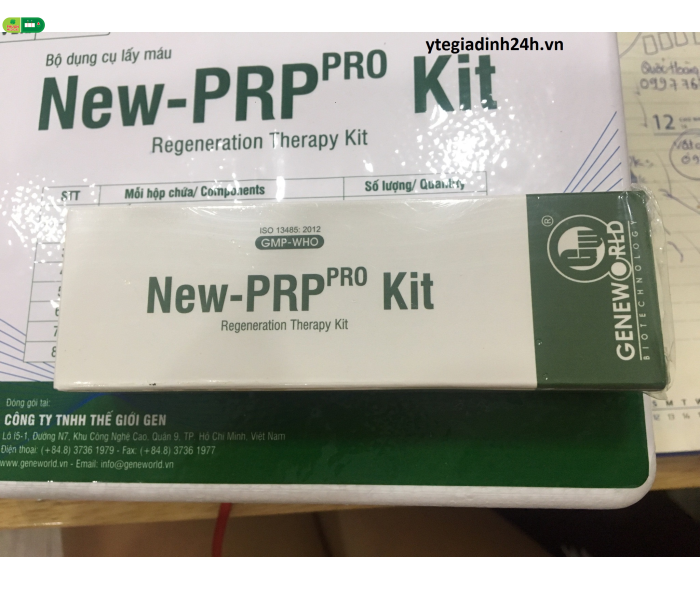 ytegiadinh24h.vn
Bộ dụng cụ lấy máu
New-PRP PRO Kit
Regeneration Therapy Kit
STT Mỗi hộp chứa/ Components Số lượng/ Quantity
ISO 13485: 2012
GMP-WHO
New-PRP PRO Kit
Regeneration Therapy Kit
®
GENEWORLD
BIOTECHNOLOGY
Đóng gói tại:
CÔNG TY TNHH THẾ GIỚI GEN
Lô I5-1, Đường N7, Khu Công Nghệ Cao, Quận 9, TP. Hồ Chí Minh, Việt Nam
Điện thoại: (+84.8) 3736 1979 - Fax: (+84.8) 3736 1977
www.geneworld.vn - Email: info@geneworld.vn
12